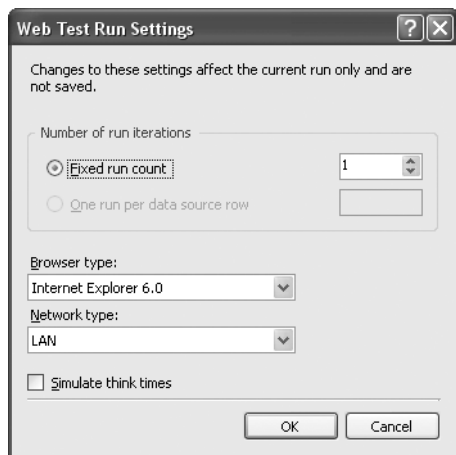 Web Test Run Settings
Changes to these settings affect the current run only and are
not saved.
Number of run iterations
Fixed run count
1
One run per data source row
Browser type:
Internet Explorer 6.0
Network type:
LAN
Simulate think times
OK
Cancel